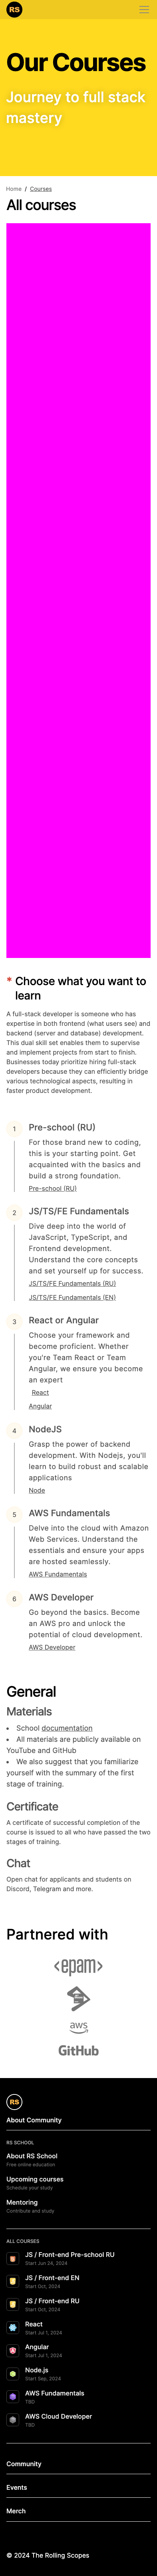 RS
Our Courses
Journey to full stack
mastery
Home / Courses
All courses
* Choose what you want to
learn
A full-stack developer is someone who has
expertise in both frontend (what users see) and
backend (server and database) development.
This dual skill set enables them to supervise
and implement projects from start to finish.
Businesses today prioritize hiring full-stack
developers because they can efficiently bridge
various technological aspects, resulting in
faster product development.
1
Pre-school (RU)
For those brand new to coding,
this is your starting point. Get
acquainted with the basics and
build a strong foundation.
Pre-school (RU)
2
JS/TS/FE Fundamentals
Dive deep into the world of
JavaScript, TypeScript, and
Frontend development.
Understand the core concepts
and set yourself up for success.
JS/TS/FE Fundamentals (RU)
JS/TS/FE Fundamentals (EN)
3
React or Angular
Choose your framework and
become proficient. Whether
you're Team React or Team
Angular, we ensure you become
an expert
React
Angular
4
NodeJS
Grasp the power of backend
development. With Nodejs, you'll
learn to build robust and scalable
applications
Node
5
AWS Fundamentals
Delve into the cloud with Amazon
Web Services. Understand the
essentials and ensure your apps
are hosted seamlessly.
AWS Fundamentals
6
AWS Developer
Go beyond the basics. Become
an AWS pro and unlock the
potential of cloud development.
AWS Developer
General
Materials
• School documentation
• All materials are publicly available on
YouTube and GitHub
• We also suggest that you familiarize
yourself with the summary of the first
stage of training.
Certificate
A certificate of successful completion of the
course is issued to all who have passed the two
stages of training.
Chat
Open chat for applicants and students on
Discord, Telegram and more.
Partnered with
<epam>
aws
GitHub
RS
About Community
RS SCHOOL
About RS School
Free online education
Upcoming courses
Schedule your study
Mentoring
Contribute and study
ALL COURSES
JS / Front-end Pre-school RU
Start Jun 26, 2024
JS / Front-end EN
Start Oct, 2024
JS / Front-end RU
Start Oct, 2024
React
Start Jul 1, 2024
Angular
Start Jul 1, 2024
Node.js
Start Sep, 2024
AWS Fundamentals
TBD
AWS Cloud Developer
TBD
Community
Events
Merch
© 2024 The Rolling Scopes